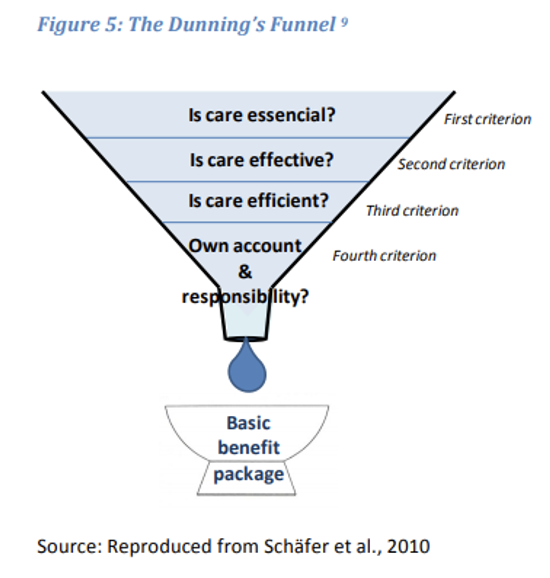 Figure 5: The Dunning's Funnel 9
Is care essencial?
First criterion
Is care effective?
Second criterion
Is care efficient?
Third criterion
Own account
&
responsibility?
Fourth criterion
Basic
benefit
package
Source: Reproduced from Schäfer et al., 2010